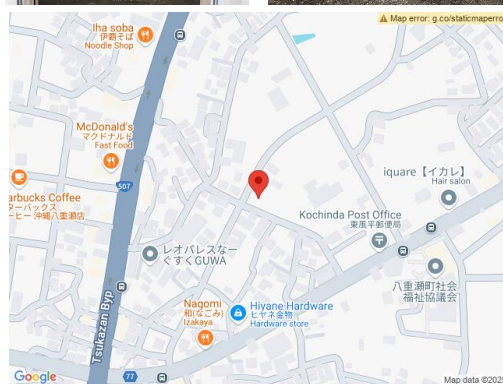 Map error: g.co/staticmaperro
Iha soba
伊覇そば
Noodle Shop
McDonald's
マクドナルド
Fast Food
507
arbucks Coffee
ターバックス
ーヒー 沖縄八重瀬店
iquare【イカレ】
Hair salon
Kochinda Post Office
東風平郵便局
レオパレスなー
ぐすくGUWA
八重瀬町社会
福祉協議会
Tsukazan Byp
Nagomi
和(なごみ)
Izakaya
Hiyane Hardware
ヒヤネ金物
Hardware store
77
Google
Map data ©202